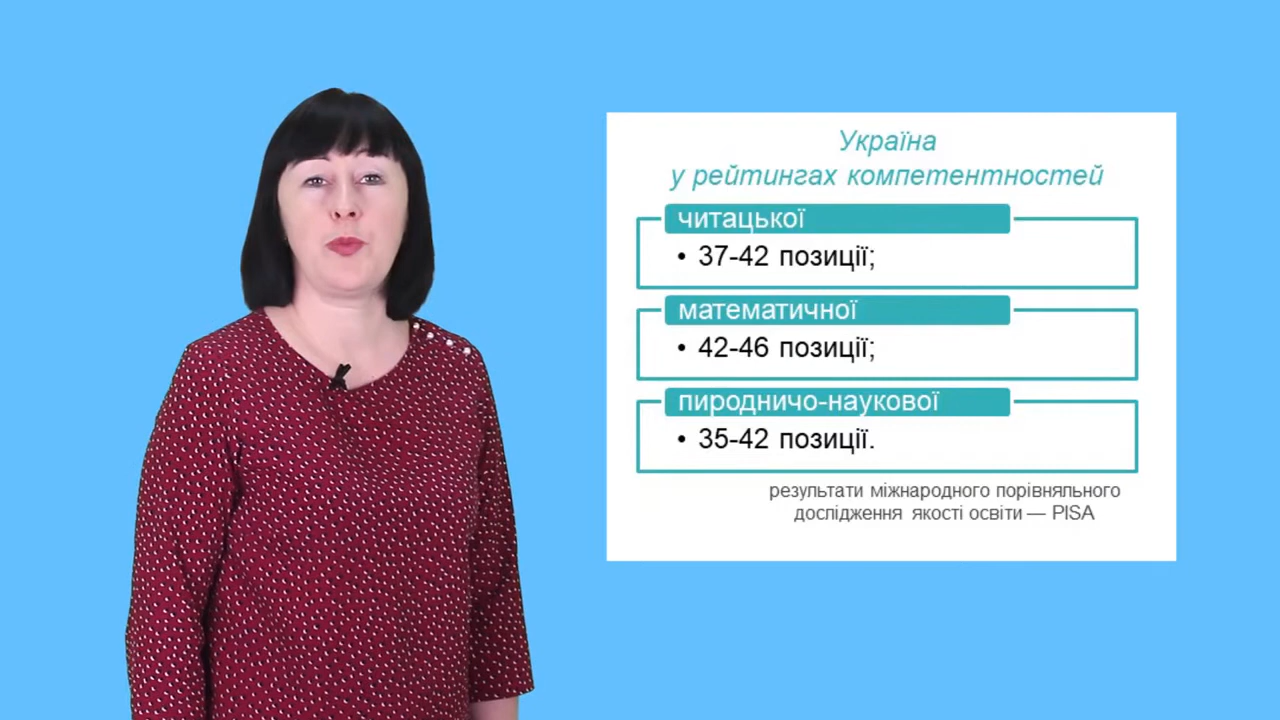 Україна
у рейтингах компетентностей
читацької
• 37-42 позиції;
математичної
• 42-46 позиції;
пиродничо-наукової
• 35-42 позиції.
результати міжнародного порівняльного
дослідження якості освіти — PISA